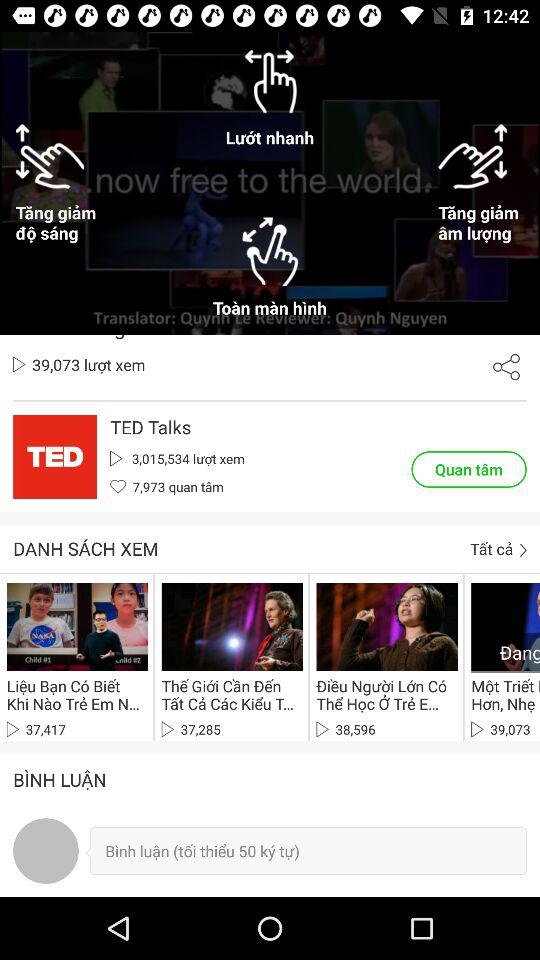 12:42
Lướt nhanh
now free to the world.
Tăng giảm
độ sáng
Tăng giảm
âm lượng
Toàn màn hình
Translator: Quynh Le Reviewer: Quynh Nguyen
39,073 lượt xem
TED
TED Talks
3,015,534 lượt xem
7,973 quan tâm
Quan tâm
DANH SÁCH XEM
Tất cả
NASA
Child #1
Child #2
Đang
Liệu Bạn Có Biết
Khi Nào Trẻ Em N...
37,417
Thế Giới Cần Đến
Tất Cả Các Kiểu T...
37,285
Điều Người Lớn Có
Thể Học Ở Trẻ E...
38,596
Một Triết
Hơn, Nhẹ
39,073
BÌNH LUẬN
Bình luận (tối thiểu 50 ký tự)